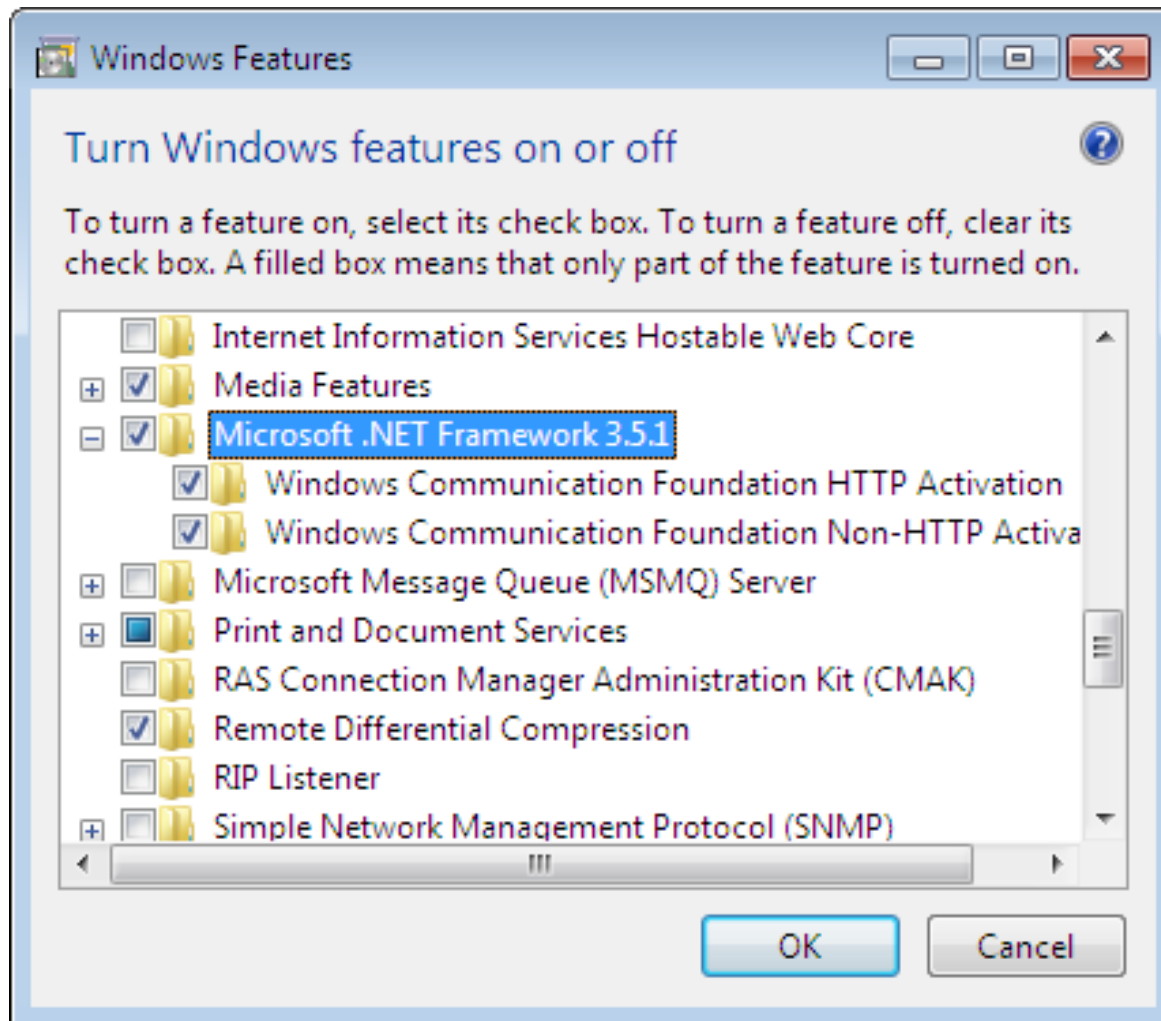 Windows Features
Turn Windows features on or off
To turn a feature on, select its check box. To turn a feature off, clear its
check box. A filled box means that only part of the feature is turned on.
Internet Information Services Hostable Web Core
Media Features
Microsoft .NET Framework 3.5.1
Windows Communication Foundation HTTP Activation
Windows Communication Foundation Non-HTTP Activa
Microsoft Message Queue (MSMQ) Server
Print and Document Services
RAS Connection Manager Administration Kit (CMAK)
Remote Differential Compression
RIP Listener
Simple Network Management Protocol (SNMP)
OK
Cancel